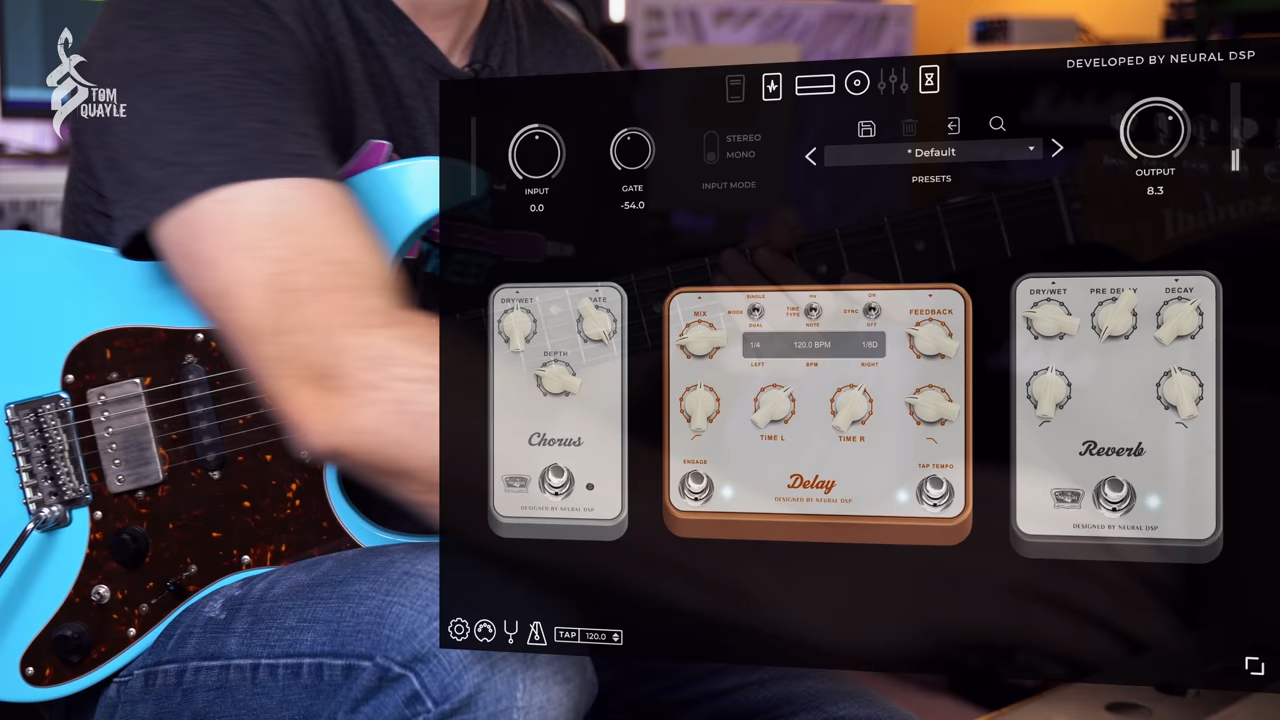 TOM
QUAYLE
DEVELOPED BY NEURAL DSP
INPUT
0.0
GATE
-54.0
STEREO
MONO
INPUT MODE
* Default
PRESETS
OUTPUT
8.3
Ibanez
DRY/WET
RATE
DEPTH
Chorus
DESIGNED BY NEURAL DSP
MIX
SINGLE
MODE
DUAL
TIME
TYPE
NOTE
ON
SYNC
OFF
FEEDBACK
1/4
120.0 BPM
1/8D
LEFT
BPM
RIGHT
TIME L
TIME R
ENGAGE
TAP TEMPO
Delay
DESIGNED BY NEURAL DSP
DRY/WET
PRE DELAY
DECAY
Reverb
DESIGNED BY NEURAL DSP
TAP
120.0